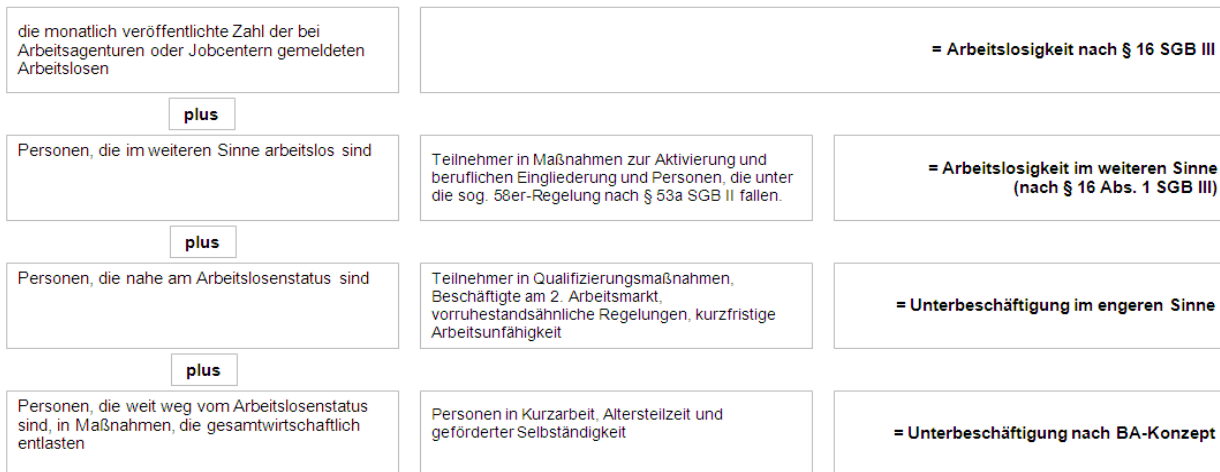 die monatlich veröffentlichte Zahl der bei
Arbeitsagenturen oder Jobcentern gemeldeten
Arbeitslosen
= Arbeitslosigkeit nach § 16 SGB III
plus
Personen, die im weiteren Sinne arbeitslos sind
Teilnehmer in Maßnahmen zur Aktivierung und
beruflichen Eingliederung und Personen, die unter
die sog. 58er-Regelung nach § 53a SGB II fallen.
= Arbeitslosigkeit im weiteren Sinne
(nach § 16 Abs. 1 SGB III)
plus
Personen, die nahe am Arbeitslosenstatus sind
Teilnehmer in Qualifizierungsmaßnahmen,
Beschäftigte am 2. Arbeitsmarkt,
vorruhestandsähnliche Regelungen, kurzfristige
Arbeitsunfähigkeit
= Unterbeschäftigung im engeren Sinne
plus
Personen, die weit weg vom Arbeitslosenstatus
sind, in Maßnahmen, die gesamtwirtschaftlich
entlasten
Personen in Kurzarbeit, Altersteilzeit und
geförderter Selbständigkeit
= Unterbeschäftigung nach BA-Konzept